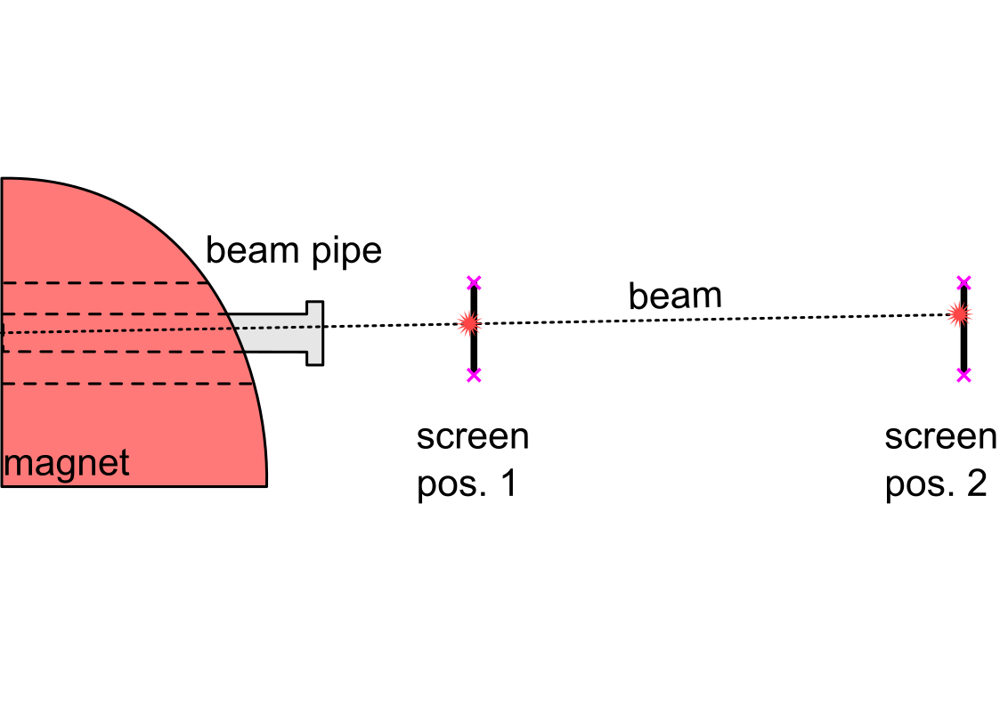 beam pipe
beam
magnet
screen
pos. 1
screen
pos. 2